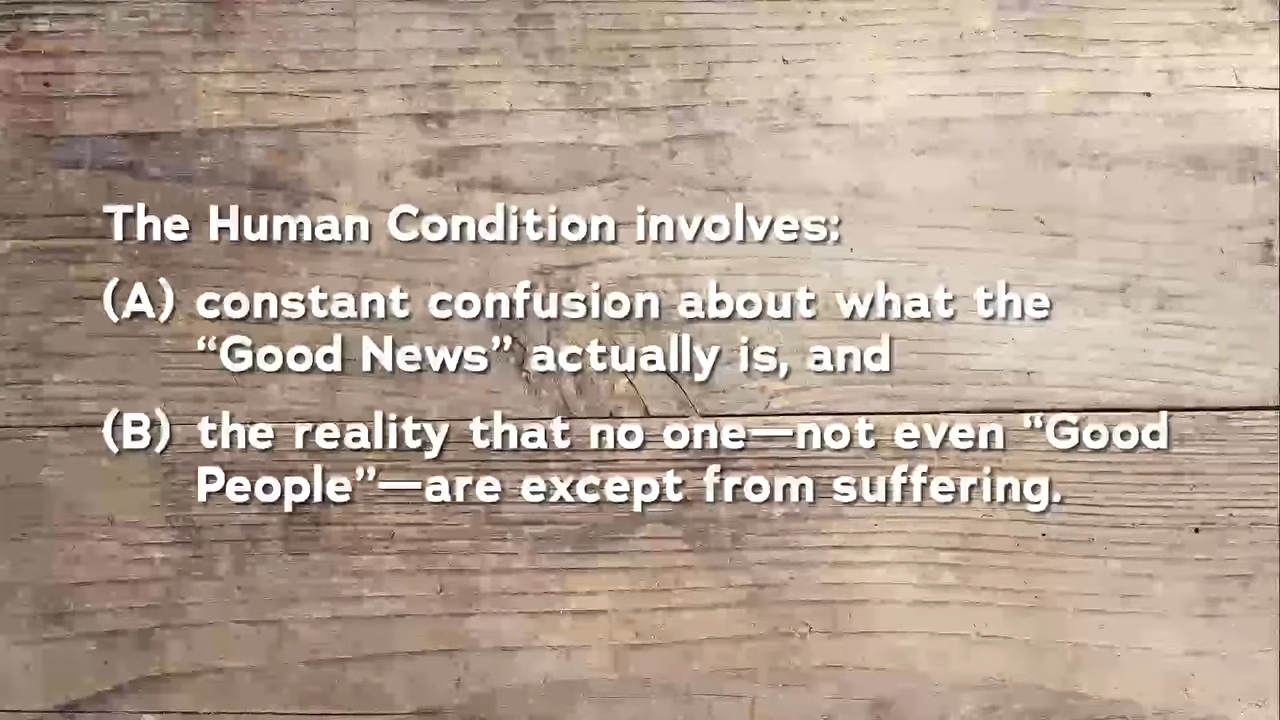 The Human Condition involves:
(A) constant confusion about what the
“Good News” actually is, and
(B) the reality that no one—not even “Good
People”—are except from suffering.